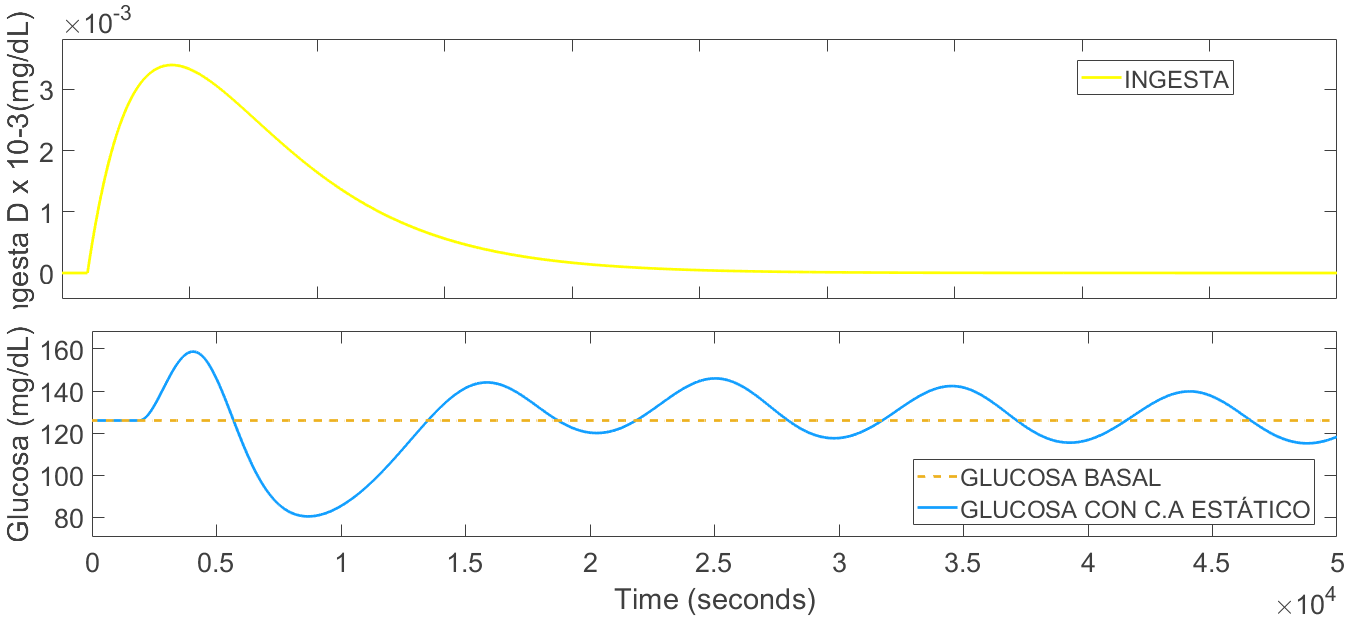 ×10-3
Ingesta D x 10-3(mg/dL)
3
2
1
0
INGESTA
Glucosa (mg/dL)
160
140
120
100
80
GLUCOSA BASAL
GLUCOSA CON C.A ESTÁTICO
0 0.5 1 1.5 2 2.5 3 3.5 4 4.5 5
Time (seconds)
×104